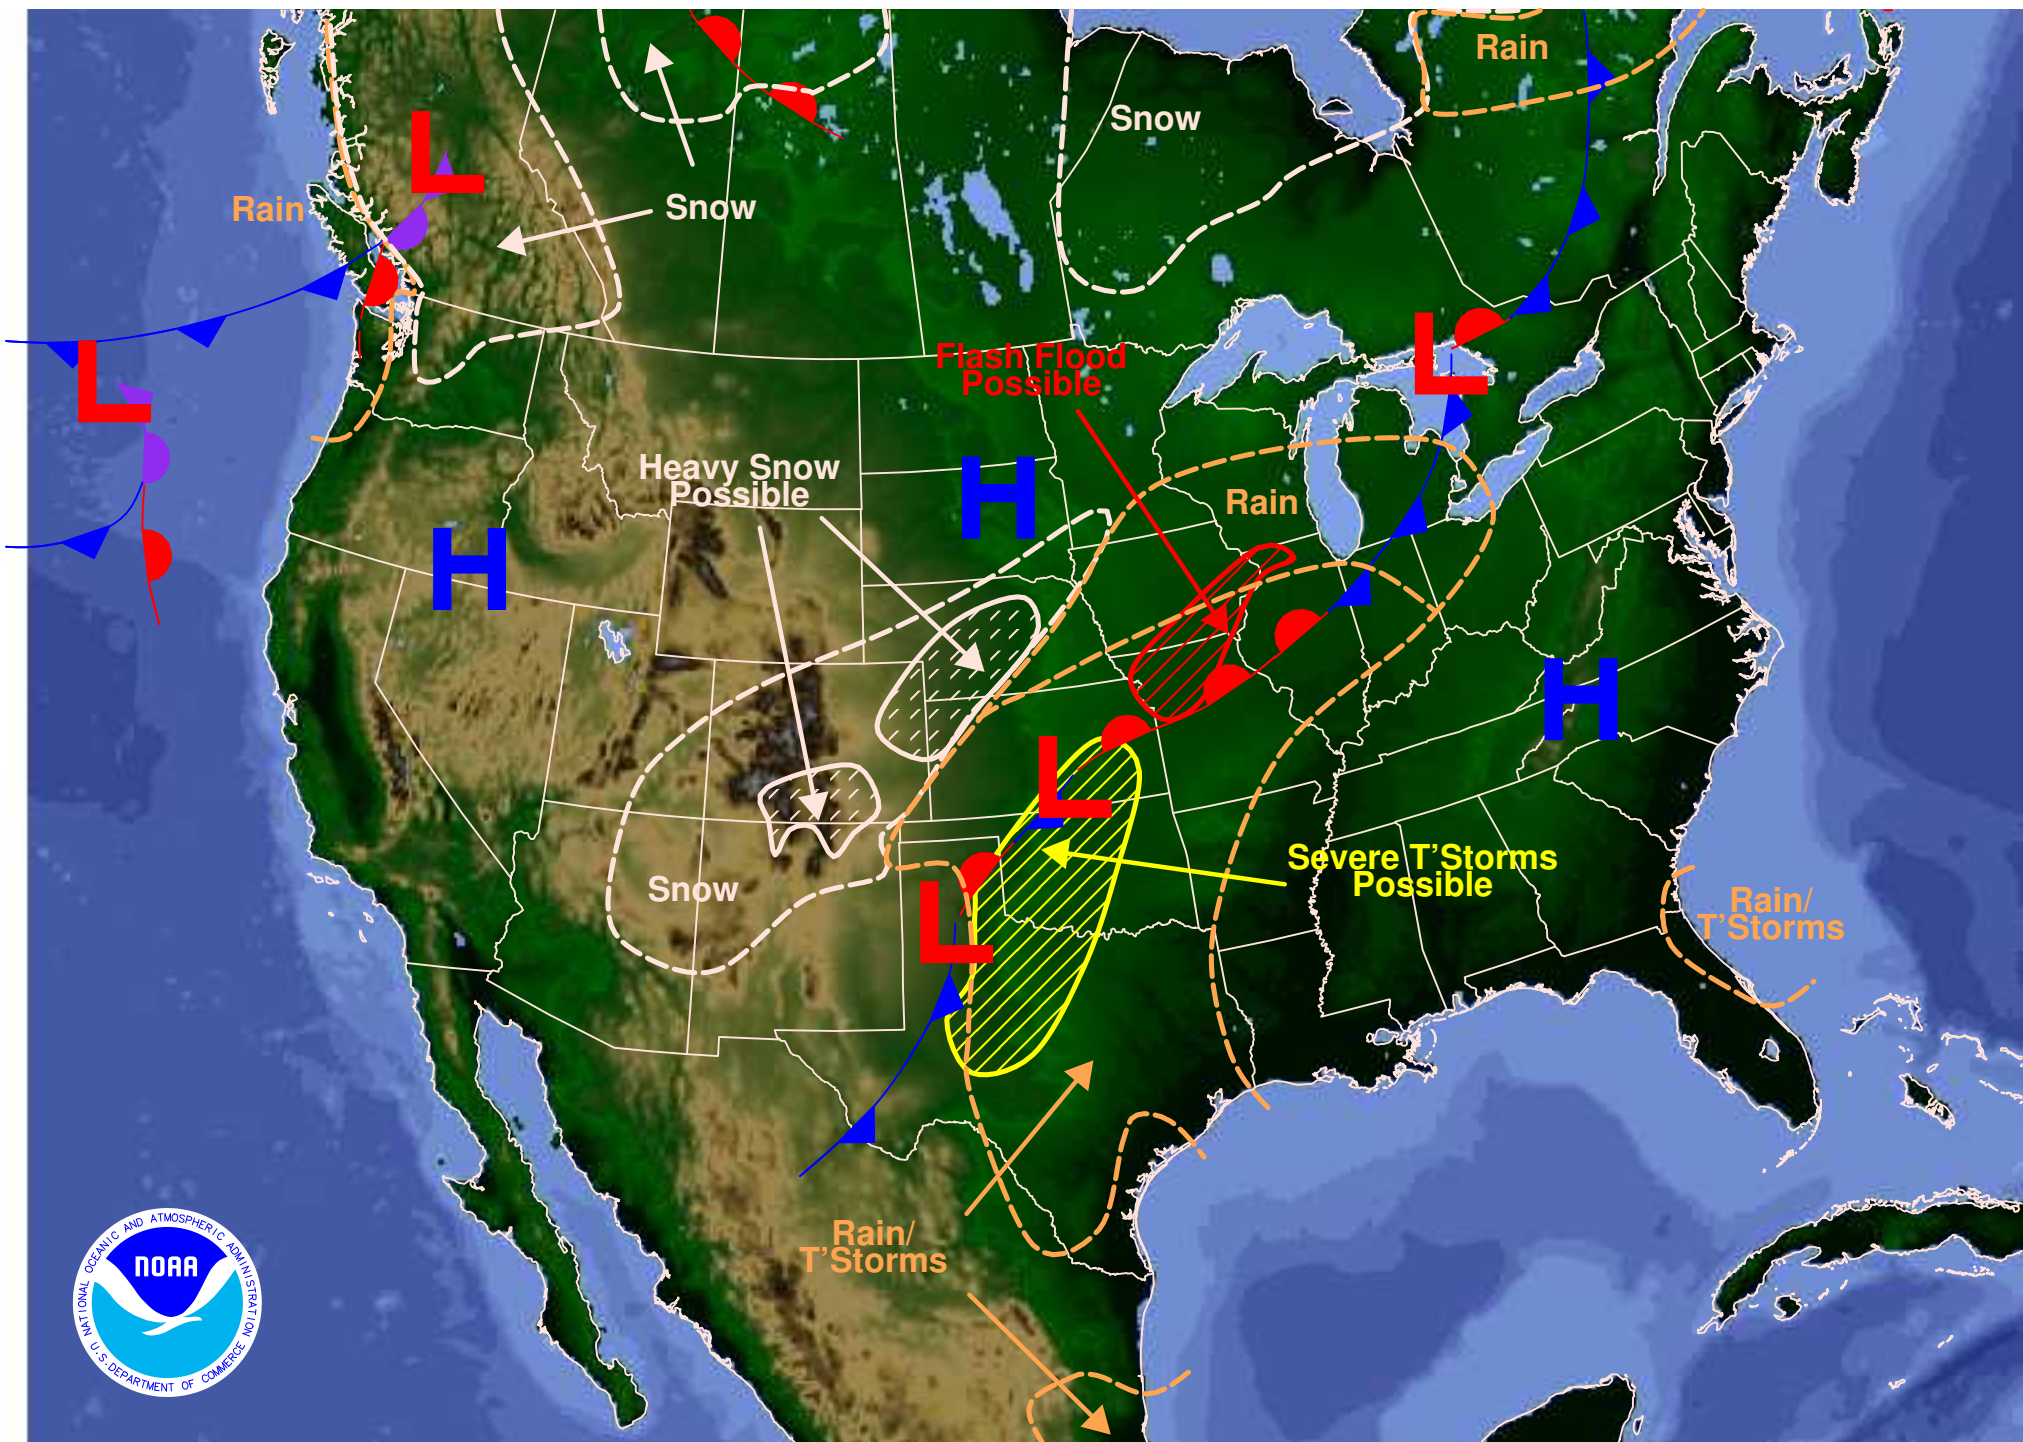 Rain
Snow
L
Rain
Snow
L
Flash Flood
Possible
L
Heavy Snow
Possible
H
Rain
H
H
L
Severe T'Storms
Possible
Snow
L
Rain/
T'Storms
Rain/
T'Storms
NOAA
NATIONAL OCEANIC AND ATMOSPHERIC ADMINISTRATION
U.S. DEPARTMENT OF COMMERCE